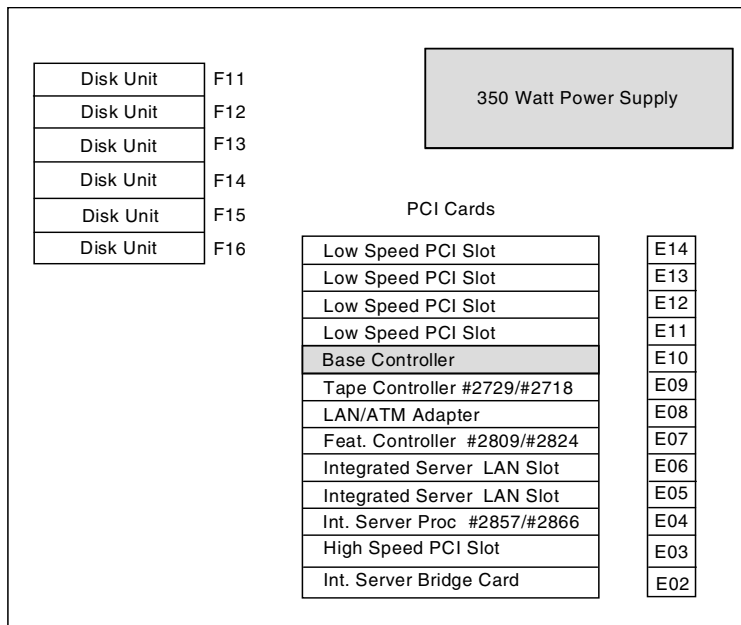 Disk Unit F11
Disk Unit F12
Disk Unit F13
Disk Unit F14
Disk Unit F15
Disk Unit F16
350 Watt Power Supply
PCI Cards
Low Speed PCI Slot E14
Low Speed PCI Slot E13
Low Speed PCI Slot E12
Low Speed PCI Slot E11
Base Controller E10
Tape Controller #2729/#2718 E09
LAN/ATM Adapter E08
Feat. Controller #2809/#2824 E07
Integrated Server LAN Slot E06
Integrated Server LAN Slot E05
Int. Server Proc #2857/#2866 E04
High Speed PCI Slot E03
Int. Server Bridge Card E02